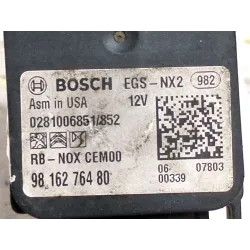 BOSCH EGS-NX2 982
Asm in USA 12V
0281006851/852
RB-NOX CEM00
98 162 764 80
06- 07803
00339